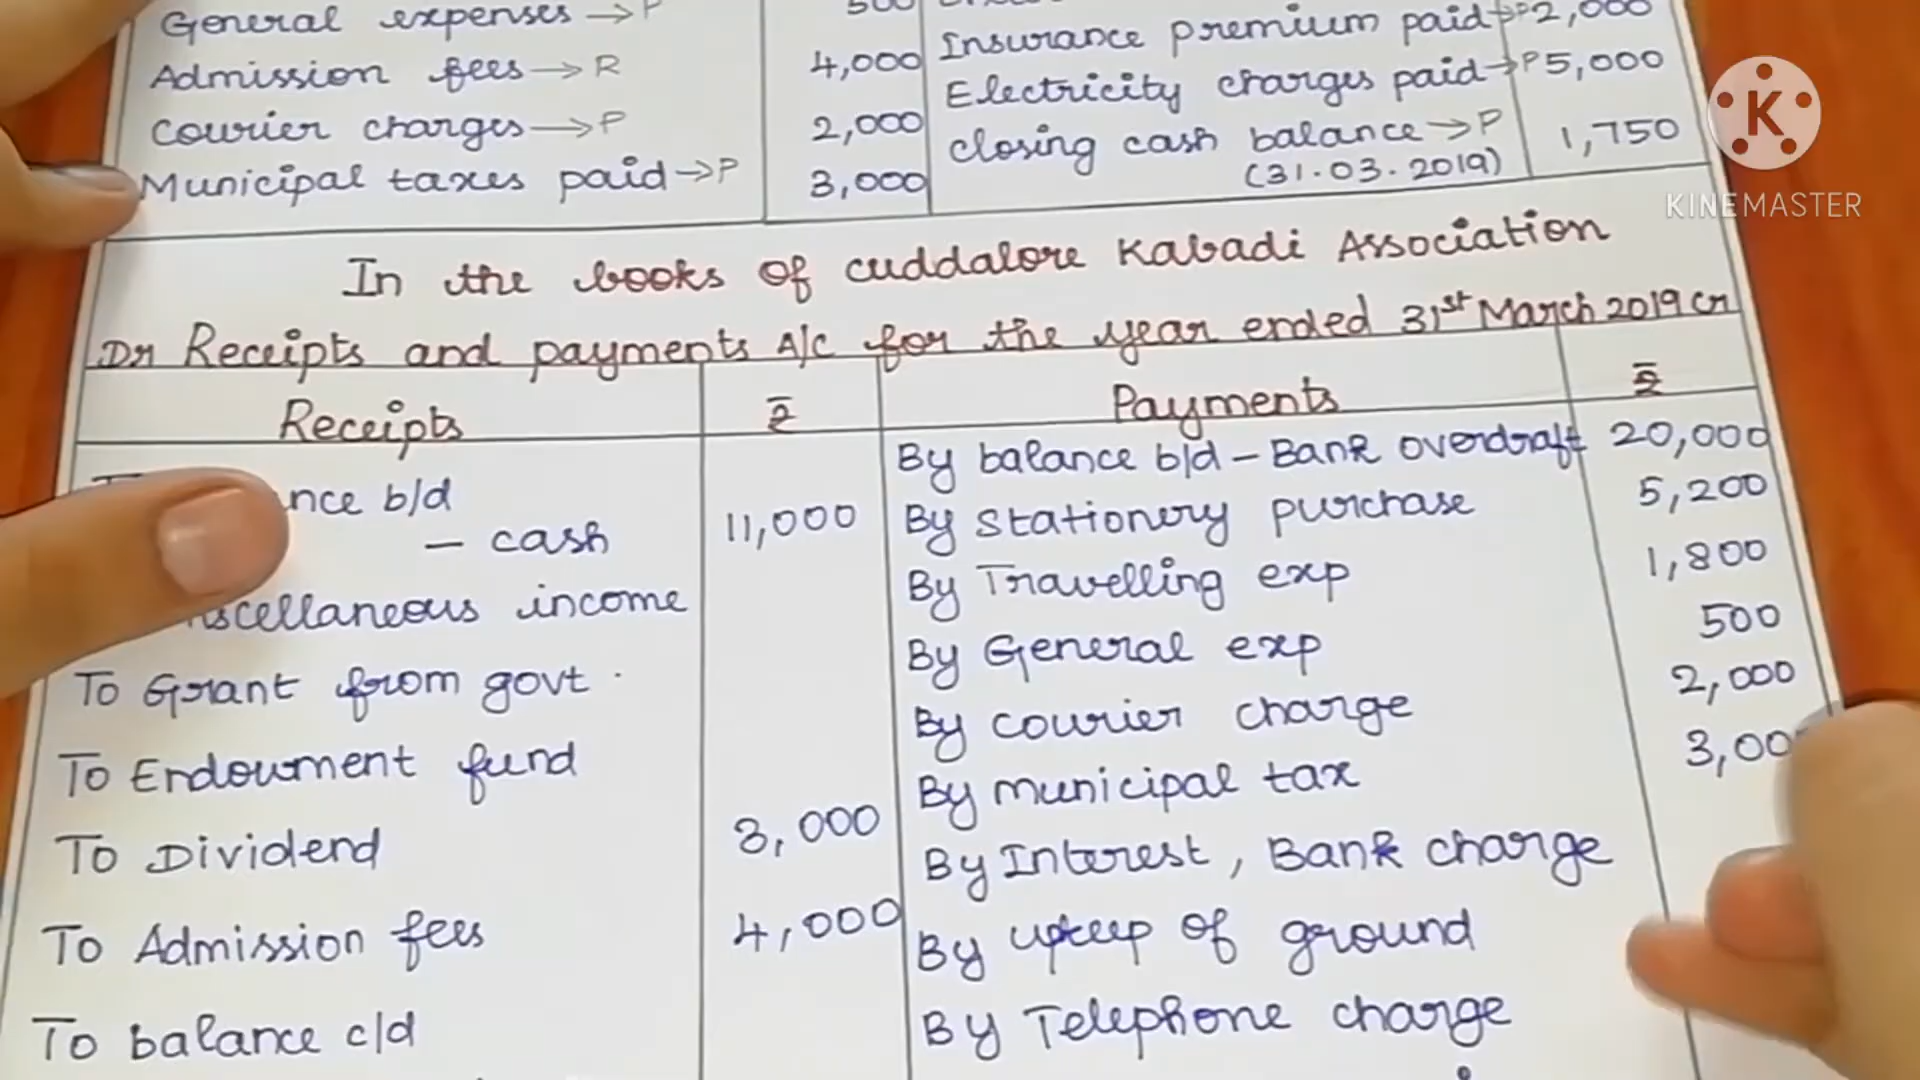 General expenses → P 500
Admission fees → R 4,000
Courier charges → P 2,000
Municipal taxes paid → P 3,000
Insurance premium paid → P 2,000
Electricity charges paid → P 5,000
closing cash balance → P 1,750
(31.03.2019)
K
KINEMASTER
In the books of cuddalore Kabadi Association
Dr Receipts and payments A/c for the year ended 31st March 2019 Cr
Receipts ₹ Payments ₹
nce b/d
– cash 11,000
scellaneous income
To Grant from govt.
To Endowment fund
To Dividend 3,000
To Admission fees 4,000
To balance c/d
By balance b/d – Bank overdraft 20,000
By Stationery purchase 5,200
By Travelling exp 1,800
By General exp 500
By courier charge 2,000
By municipal tax 3,00
By Interest, Bank charge
By upkeep of ground
By Telephone charge